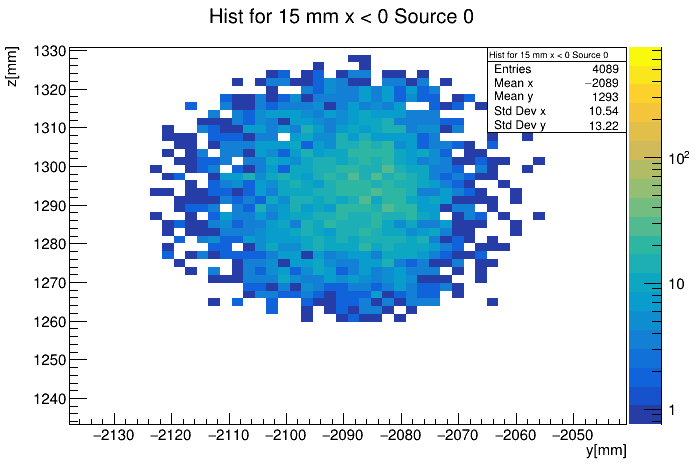 Hist for 15 mm x < 0 Source 0
z[mm]
1330
1320
1310
1300
1290
1280
1270
1260
1250
1240
Hist for 15 mm x < 0 Source 0
Entries 4089
Mean x −2089
Mean y 1293
Std Dev x 10.54
Std Dev y 13.22
10²
10
1
−2130 −2120 −2110 −2100 −2090 −2080 −2070 −2060 −2050
y[mm]